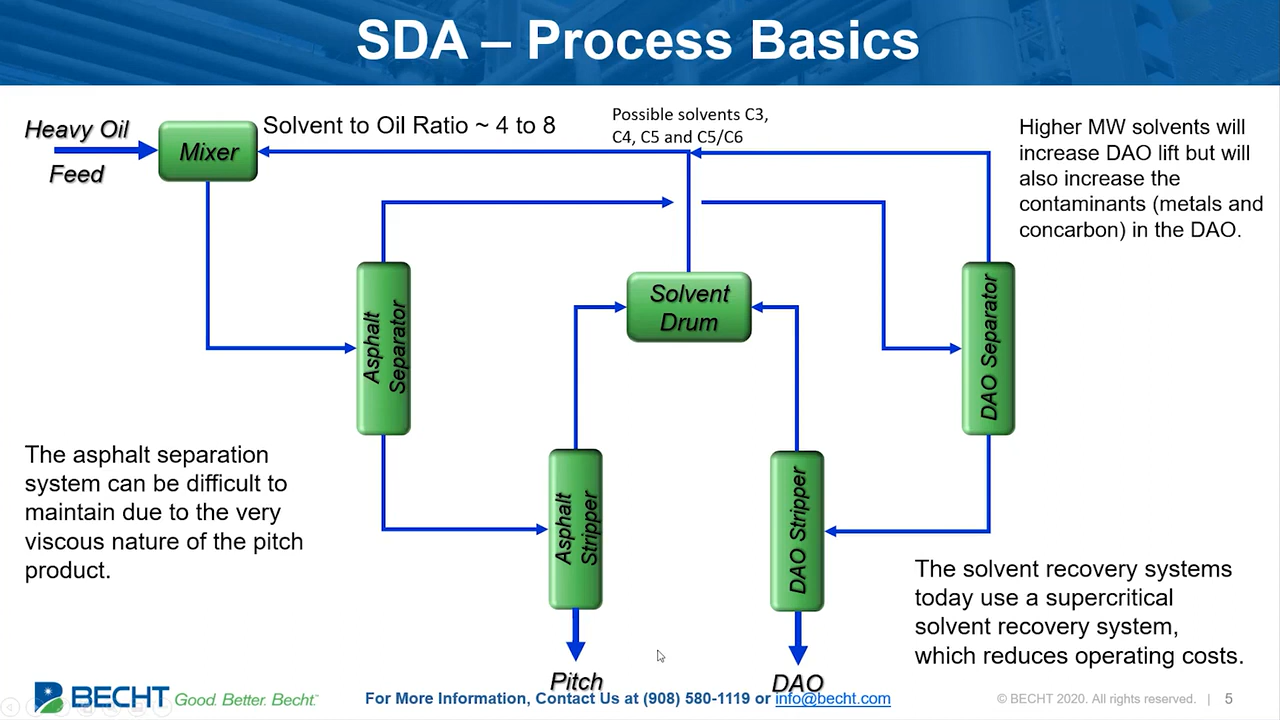 SDA – Process Basics
Heavy Oil
Feed
Mixer
Solvent to Oil Ratio ~ 4 to 8
Possible solvents C3,
C4, C5 and C5/C6
Higher MW solvents will
increase DAO lift but will
also increase the
contaminants (metals and
concarbon) in the DAO.
Asphalt
Separator
Solvent
Drum
DAO Separator
The asphalt separation
system can be difficult to
maintain due to the very
viscous nature of the pitch
product.
Asphalt
Stripper
DAO Stripper
The solvent recovery systems
today use a supercritical
solvent recovery system,
which reduces operating costs.
Pitch
DAO
BECHT Good. Better. Becht.™
For More Information, Contact Us at (908) 580-1119 or info@becht.com
© BECHT 2020. All rights reserved. | 5